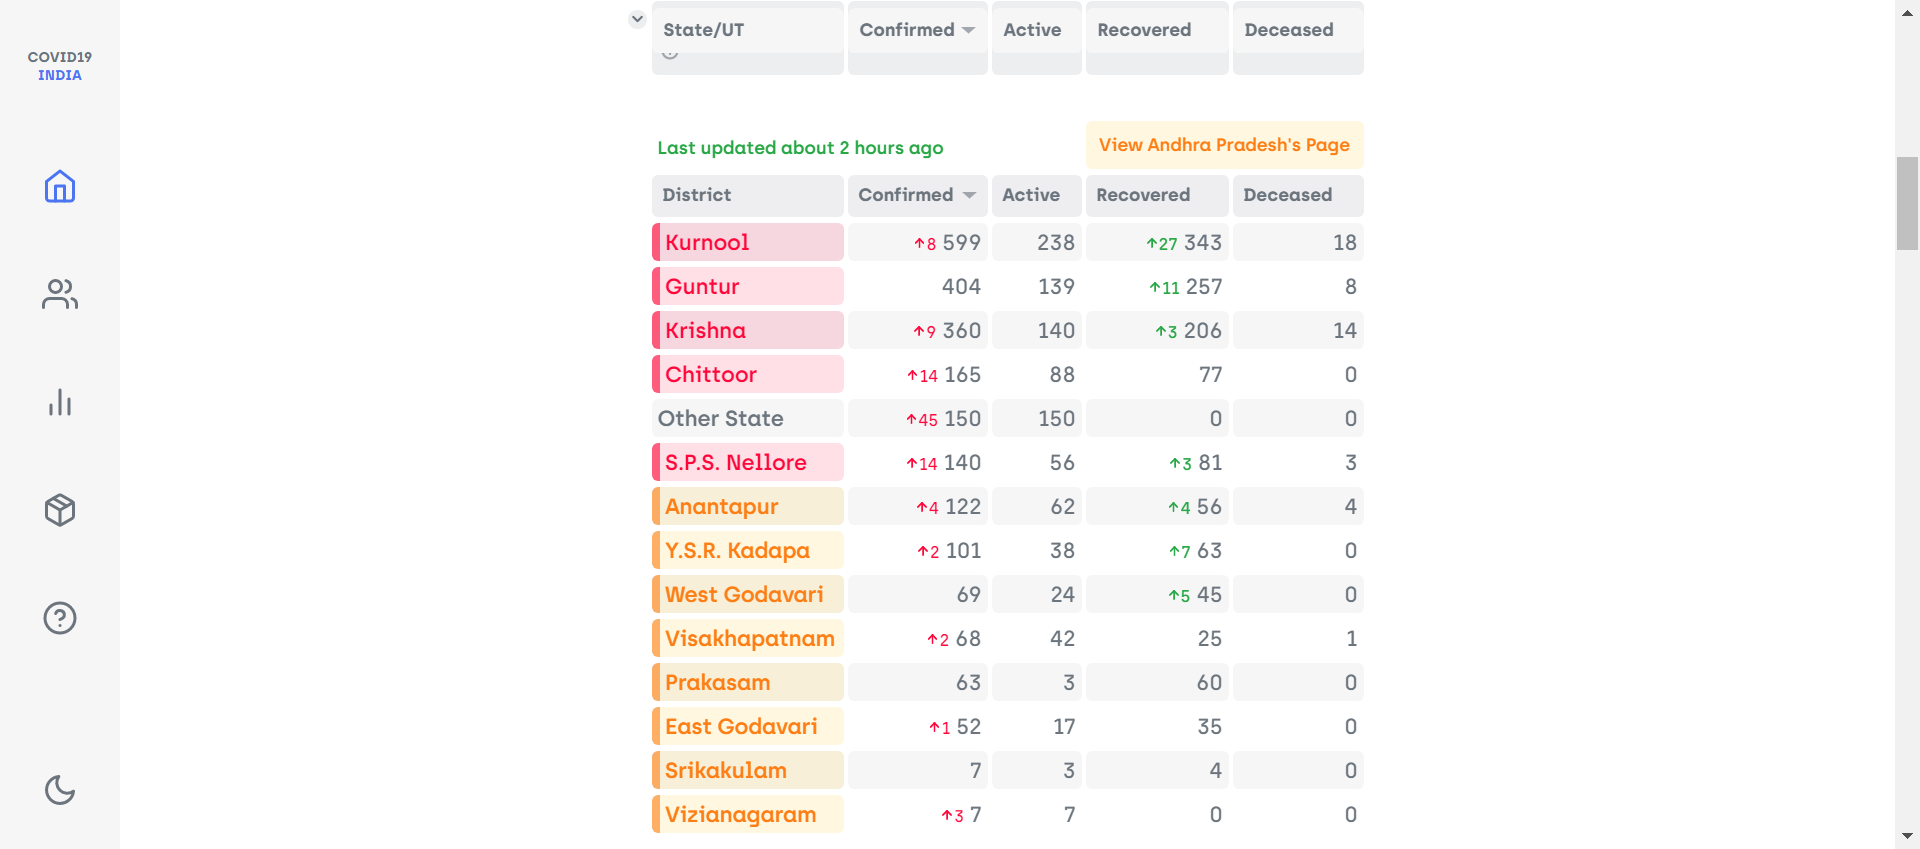 COVID19
INDIA
State/UT Confirmed Active Recovered Deceased
Last updated about 2 hours ago
View Andhra Pradesh's Page
District Confirmed Active Recovered Deceased
Kurnool ↑8 599 238 ↑27 343 18
Guntur 404 139 ↑11 257 8
Krishna ↑9 360 140 ↑3 206 14
Chittoor ↑14 165 88 77 0
Other State ↑45 150 150 0 0
S.P.S. Nellore ↑14 140 56 ↑3 81 3
Anantapur ↑4 122 62 ↑4 56 4
Y.S.R. Kadapa ↑2 101 38 ↑7 63 0
West Godavari 69 24 ↑5 45 0
Visakhapatnam ↑2 68 42 25 1
Prakasam 63 3 60 0
East Godavari ↑1 52 17 35 0
Srikakulam 7 3 4 0
Vizianagaram ↑3 7 7 0 0